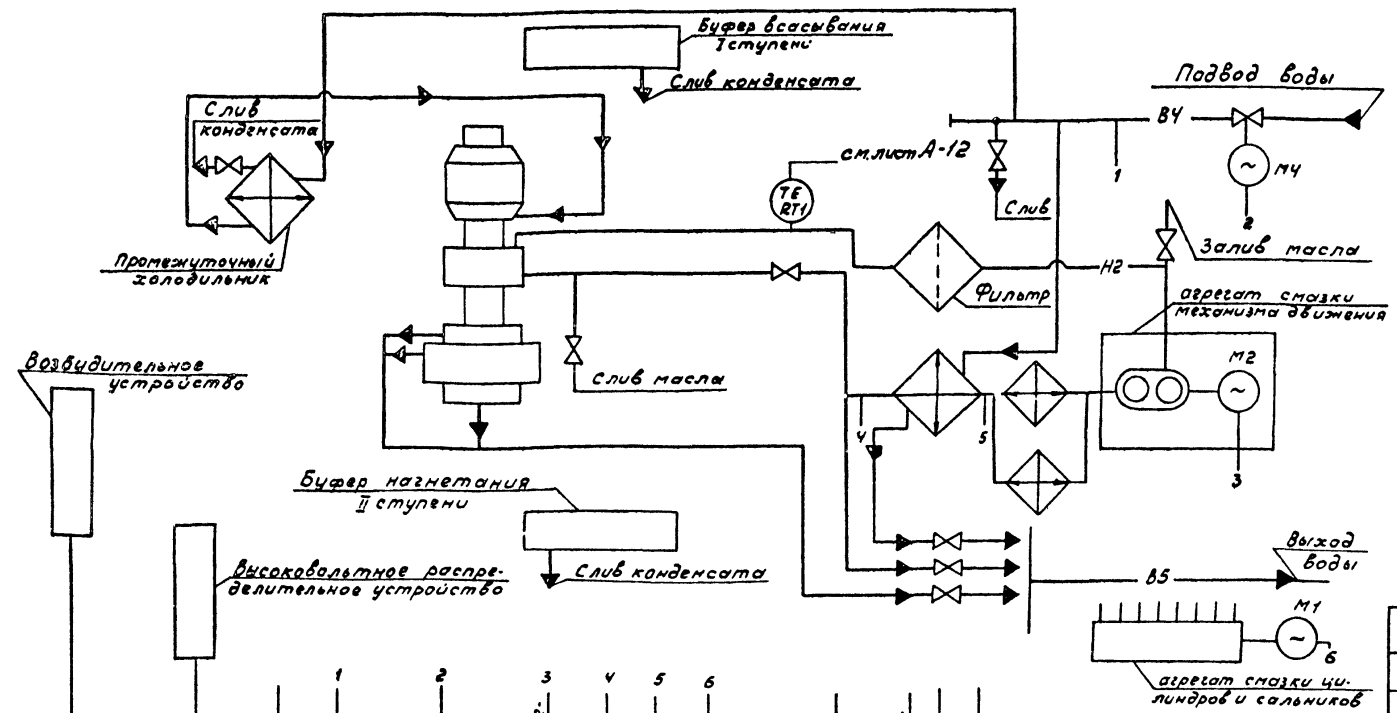 Буфер всасывания
I ступени
Слив конденсата
Подвод воды
Слив
конденсата
В4
1
~
М4
2
см. лист А-12
ТЕ
RT1
Слив
Залив масла
Промежуточный
холодильник
Н2
Фильтр
агрегат смазки
механизма движения
М2
~
3
Возбудительное
устройство
Слив масла
4
5
Буфер нагнетания
II ступени
Слив конденсата
Высоковальтное распре-
делительное устройство
Выход
воды
В5
М1
~
6
агрегат смазки ци-
линдров и сальников
1 2 3 4 5 6